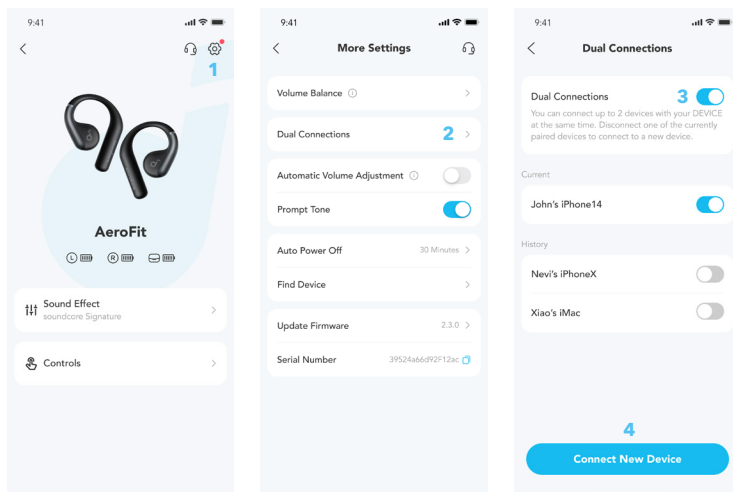 9:41
1
AeroFit
L
R
Sound Effect
soundcore Signature
Controls
9:41
More Settings
Volume Balance
Dual Connections
2
Automatic Volume Adjustment
Prompt Tone
Auto Power Off
30 Minutes
Find Device
Update Firmware
2.3.0
Serial Number
39524a66d92F12ac
9:41
Dual Connections
Dual Connections
3
You can connect up to 2 devices with your DEVICE
at the same time. Disconnect one of the currently
paired devices to connect to a new device.
Current
John's iPhone14
History
Nevi's iPhoneX
Xiao's iMac
4
Connect New Device